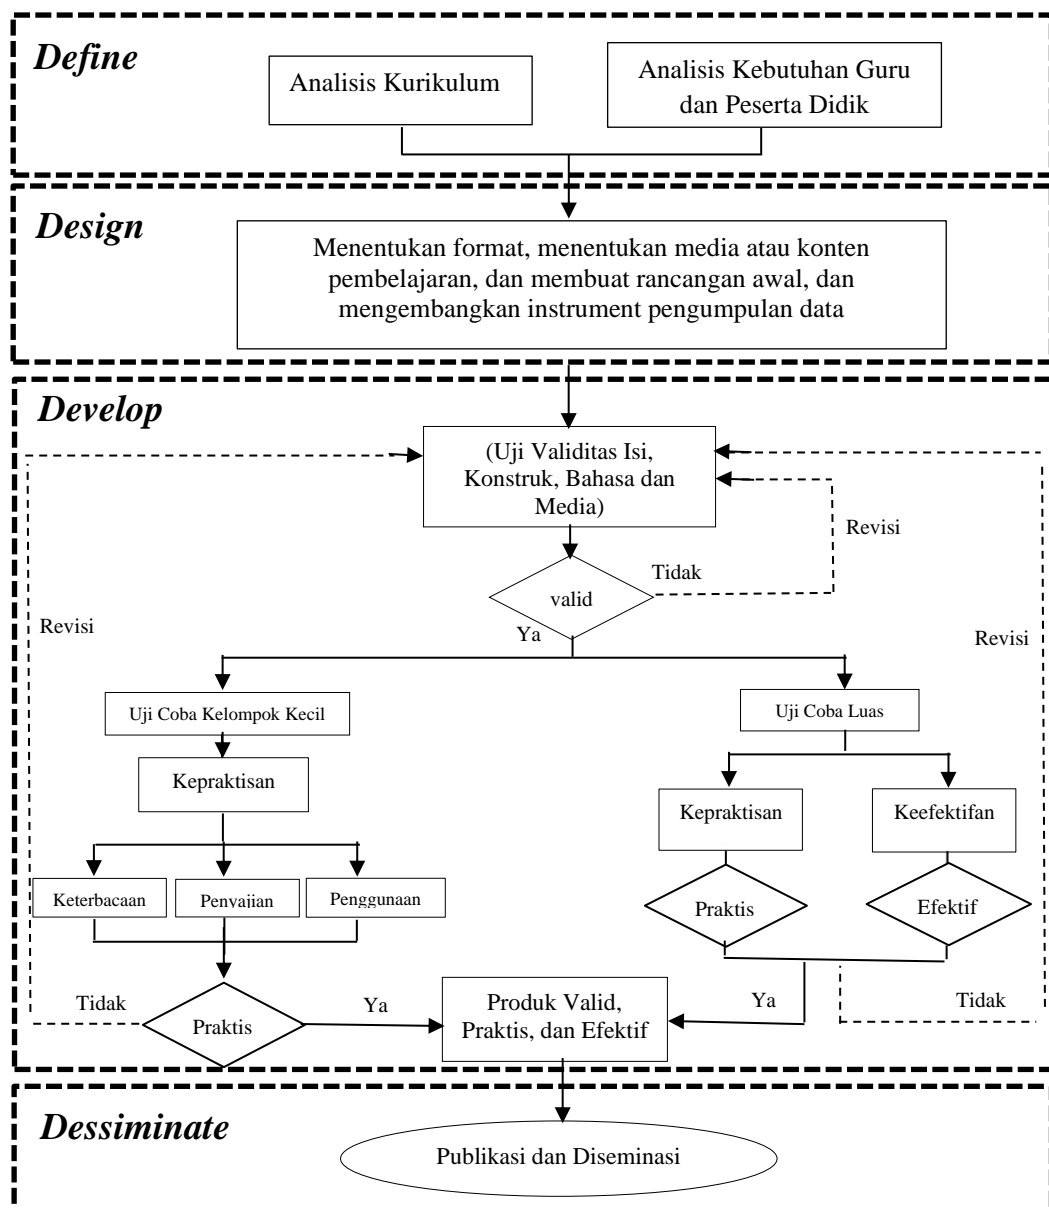 Define
Analisis Kurikulum
Analisis Kebutuhan Guru
dan Peserta Didik
Design
Menentukan format, menentukan media atau konten
pembelajaran, dan membuat rancangan awal, dan
mengembangkan instrument pengumpulan data
Develop
(Uji Validitas Isi,
Konstruk, Bahasa dan
Media)
Revisi
Tidak
valid
Ya
Revisi
Revisi
Uji Coba Kelompok Kecil
Uji Coba Luas
Kepraktisan
Kepraktisan
Keefektifan
Keterbacaan
Penyajian
Penggunaan
Praktis
Efektif
Tidak
Praktis
Ya
Produk Valid,
Praktis, dan Efektif
Ya
Tidak
Dessiminate
Publikasi dan Diseminasi